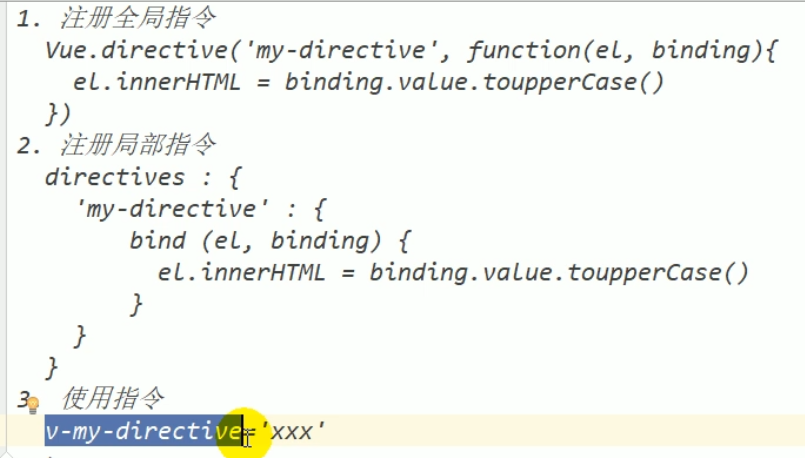 1. 注册全局指令
Vue.directive('my-directive', function(el, binding){
el.innerHTML = binding.value.toupperCase()
})
2. 注册局部指令
directives : {
'my-directive' : {
bind (el, binding) {
el.innerHTML = binding.value.toupperCase()
}
}
}
3. 使用指令
v-my-directive='xxx'